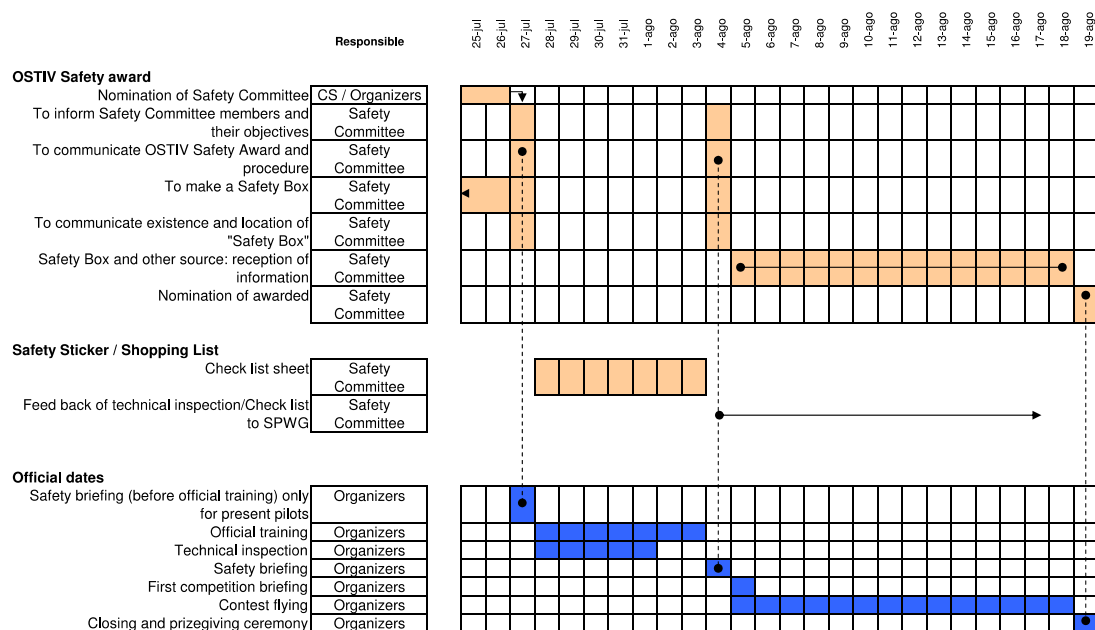 Responsible
25-jul
26-jul
27-jul
28-jul
29-jul
30-jul
31-jul
1-ago
2-ago
3-ago
4-ago
5-ago
6-ago
7-ago
8-ago
9-ago
10-ago
11-ago
12-ago
13-ago
14-ago
15-ago
16-ago
17-ago
18-ago
19-ago
OSTIV Safety award
Nomination of Safety Committee CS / Organizers
To inform Safety Committee members and Safety
their objectives Committee
To communicate OSTIV Safety Award and Safety
procedure Committee
To make a Safety Box Safety
Committee
To communicate existence and location of Safety
"Safety Box" Committee
Safety Box and other source: reception of Safety
information Committee
Nomination of awarded Safety
Committee
Safety Sticker / Shopping List
Check list sheet Safety
Committee
Feed back of technical inspection/Check list Safety
to SPWG Committee
Official dates
Safety briefing (before official training) only Organizers
for present pilots
Official training Organizers
Technical inspection Organizers
Safety briefing Organizers
First competition briefing Organizers
Contest flying Organizers
Closing and prizegiving ceremony Organizers